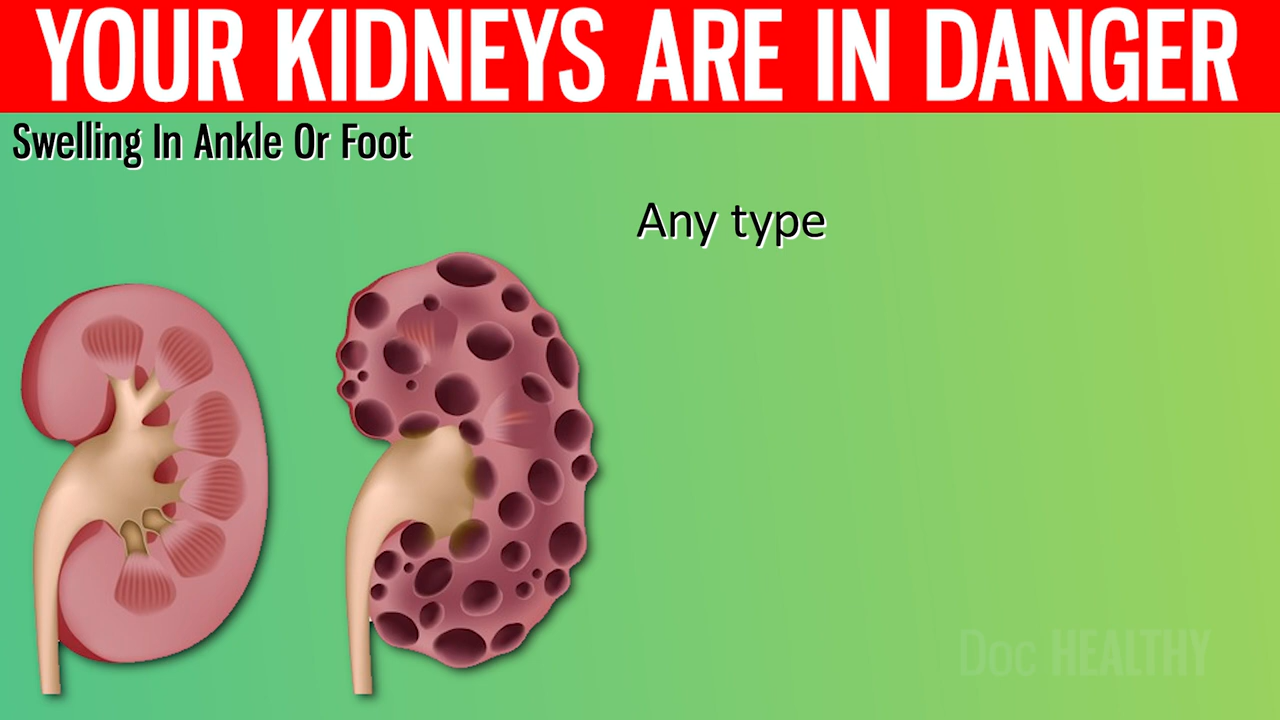 YOUR KIDNEYS ARE IN DANGER
Swelling In Ankle Or Foot
Any type
Doc HEALTHY